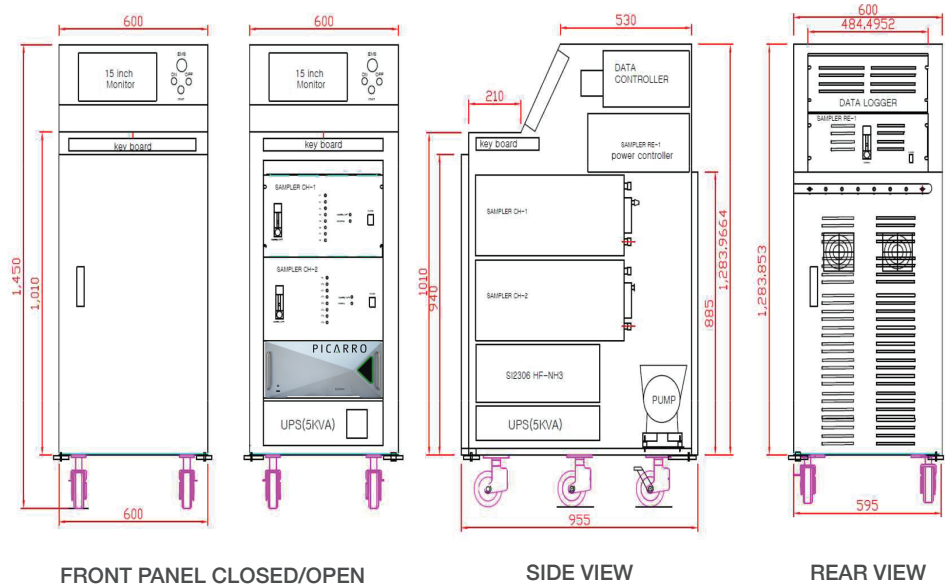 600
15 inch
Monitor
EMS
ON
OFF
key board
1,450
1,010
600
FRONT PANEL CLOSED/OPEN
600
15 inch
Monitor
EMS
ON
OFF
key board
SAMPLER CH-1
SAMPLER CH-2
PICARRO
UPS(5KVA)
530
210
DATA
CONTROLLER
key board
SAMPLER RE-1
power controller
SAMPLER CH-1
SAMPLER CH-2
SI2306 HF-NH3
UPS(5KVA)
PUMP
1010
940
1,283.9664
885
955
SIDE VIEW
600
484,4952
DATA LOGGER
SAMPLER RE-1
1,283.853
595
REAR VIEW